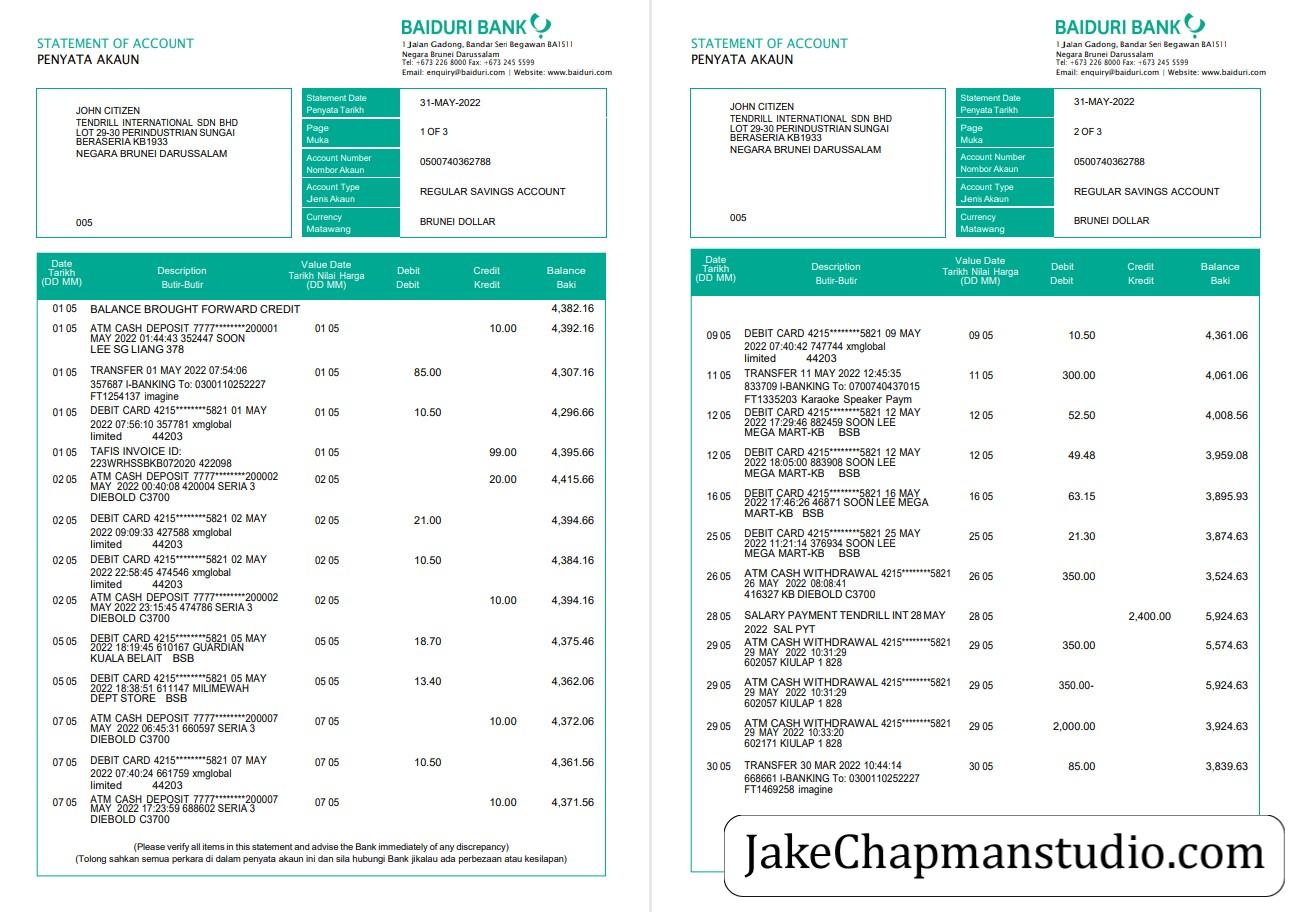 BAIDURI BANK
STATEMENT OF ACCOUNT
PENYATA AKAUN
1 Jalan Gadong, Bandar Seri Begawan BA1511
Negara Brunei Darussalam
Tel: +673 226 8000 Fax: +673 245 5599
Email: enquiry@baiduri.com | Website: www.baiduri.com
JOHN CITIZEN
TENDRILL INTERNATIONAL SDN BHD
LOT 29-30 PERINDUSTRIAN SUNGAI
BERASERIA KB1933
NEGARA BRUNEI DARUSSALAM
005
Statement Date 31-MAY-2022
Penyata Tarikh
Page 1 OF 3
Muka
Account Number 0500740362788
Nombor Akaun
Account Type REGULAR SAVINGS ACCOUNT
Jenis Akaun
Currency BRUNEI DOLLAR
Matawang
Date Description Value Date Debit Credit Balance
Tarikh Butir-Butir Tarikh Nilai Harga Debit Kredit Baki
(DD MM) (DD MM)
01 05 BALANCE BROUGHT FORWARD CREDIT 4,382.16
01 05 ATM CASH DEPOSIT 7777********200001 01 05 10.00 4,392.16
MAY 2022 01:44:43 352447 SOON
LEE SG LIANG 378
01 05 TRANSFER 01 MAY 2022 07:54:06 01 05 85.00 4,307.16
357687 I-BANKING To: 0300110252227
FT1254137 imagine
01 05 DEBIT CARD 4215********5821 01 MAY 01 05 10.50 4,296.66
2022 07:56:10 357781 xmglobal
limited 44203
01 05 TAFIS INVOICE ID: 01 05 99.00 4,395.66
223WRHSSBKB072020 422098
02 05 ATM CASH DEPOSIT 7777********200002 02 05 20.00 4,415.66
MAY 2022 00:40:08 420004 SERIA 3
DIEBOLD C3700
02 05 DEBIT CARD 4215********5821 02 MAY 02 05 21.00 4,394.66
2022 09:09:33 427588 xmglobal
limited 44203
02 05 DEBIT CARD 4215********5821 02 MAY 02 05 10.50 4,384.16
2022 22:58:45 474546 xmglobal
limited 44203
02 05 ATM CASH DEPOSIT 7777********200002 02 05 10.00 4,394.16
MAY 2022 23:15:45 474786 SERIA 3
DIEBOLD C3700
05 05 DEBIT CARD 4215********5821 05 MAY 05 05 18.70 4,375.46
2022 18:19:45 610167 GUARDIAN
KUALA BELAIT BSB
05 05 DEBIT CARD 4215********5821 05 MAY 05 05 13.40 4,362.06
2022 18:38:51 611147 MILIMEWAH
DEPT STORE BSB
07 05 ATM CASH DEPOSIT 7777********200007 07 05 10.00 4,372.06
MAY 2022 06:45:31 660597 SERIA 3
DIEBOLD C3700
07 05 DEBIT CARD 4215********5821 07 MAY 07 05 10.50 4,361.56
2022 07:40:24 661759 xmglobal
limited 44203
07 05 ATM CASH DEPOSIT 7777********200007 07 05 10.00 4,371.56
MAY 2022 17:23:59 688602 SERIA 3
DIEBOLD C3700
(Please verify all items in this statement and advise the Bank immediately of any discrepancy)
(Tolong sahkan semua perkara di dalam penyata akaun ini dan sila hubungi Bank jikalau ada perbezaan atau kesilapan)
BAIDURI BANK
STATEMENT OF ACCOUNT
PENYATA AKAUN
1 Jalan Gadong, Bandar Seri Begawan BA1511
Negara Brunei Darussalam
Tel: +673 226 8000 Fax: +673 245 5599
Email: enquiry@baiduri.com | Website: www.baiduri.com
JOHN CITIZEN
TENDRILL INTERNATIONAL SDN BHD
LOT 29-30 PERINDUSTRIAN SUNGAI
BERASERIA KB1933
NEGARA BRUNEI DARUSSALAM
005
Statement Date 31-MAY-2022
Penyata Tarikh
Page 2 OF 3
Muka
Account Number 0500740362788
Nombor Akaun
Account Type REGULAR SAVINGS ACCOUNT
Jenis Akaun
Currency BRUNEI DOLLAR
Matawang
Date Description Value Date Debit Credit Balance
Tarikh Butir-Butir Tarikh Nilai Harga Debit Kredit Baki
(DD MM) (DD MM)
09 05 DEBIT CARD 4215********5821 09 MAY 09 05 10.50 4,361.06
2022 07:40:42 747744 xmglobal
limited 44203
11 05 TRANSFER 11 MAY 2022 12:45:35 11 05 300.00 4,061.06
833709 I-BANKING To: 0700740437015
FT1335203 Karaoke Speaker Paym
12 05 DEBIT CARD 4215********5821 12 MAY 12 05 52.50 4,008.56
2022 17:29:46 882459 SOON LEE
MEGA MART-KB BSB
12 05 DEBIT CARD 4215********5821 12 MAY 12 05 49.48 3,959.08
2022 18:05:00 883908 SOON LEE
MEGA MART-KB BSB
16 05 DEBIT CARD 4215********5821 16 MAY 16 05 63.15 3,895.93
2022 17:46:26 46871 SOON LEE MEGA
MART-KB BSB
25 05 DEBIT CARD 4215********5821 25 MAY 25 05 21.30 3,874.63
2022 11:21:14 376934 SOON LEE
MEGA MART-KB BSB
26 05 ATM CASH WITHDRAWAL 4215********5821 26 05 350.00 3,524.63
26 MAY 2022 08:08:41
416327 KB DIEBOLD C3700
28 05 SALARY PAYMENT TENDRILL INT 28 MAY 28 05 2,400.00 5,924.63
2022 SAL PYT
29 05 ATM CASH WITHDRAWAL 4215********5821 29 05 350.00 5,574.63
29 MAY 2022 10:31:29
602057 KIULAP 1 828
29 05 ATM CASH WITHDRAWAL 4215********5821 29 05 350.00- 5,924.63
29 MAY 2022 10:31:29
602057 KIULAP 1 828
29 05 ATM CASH WITHDRAWAL 4215********5821 29 05 2,000.00 3,924.63
29 MAY 2022 10:33:20
602171 KIULAP 1 828
30 05 TRANSFER 30 MAR 2022 10:44:14 30 05 85.00 3,839.63
668661 I-BANKING To: 0300110252227
FT1469258 imagine
JakeChapmanstudio.com